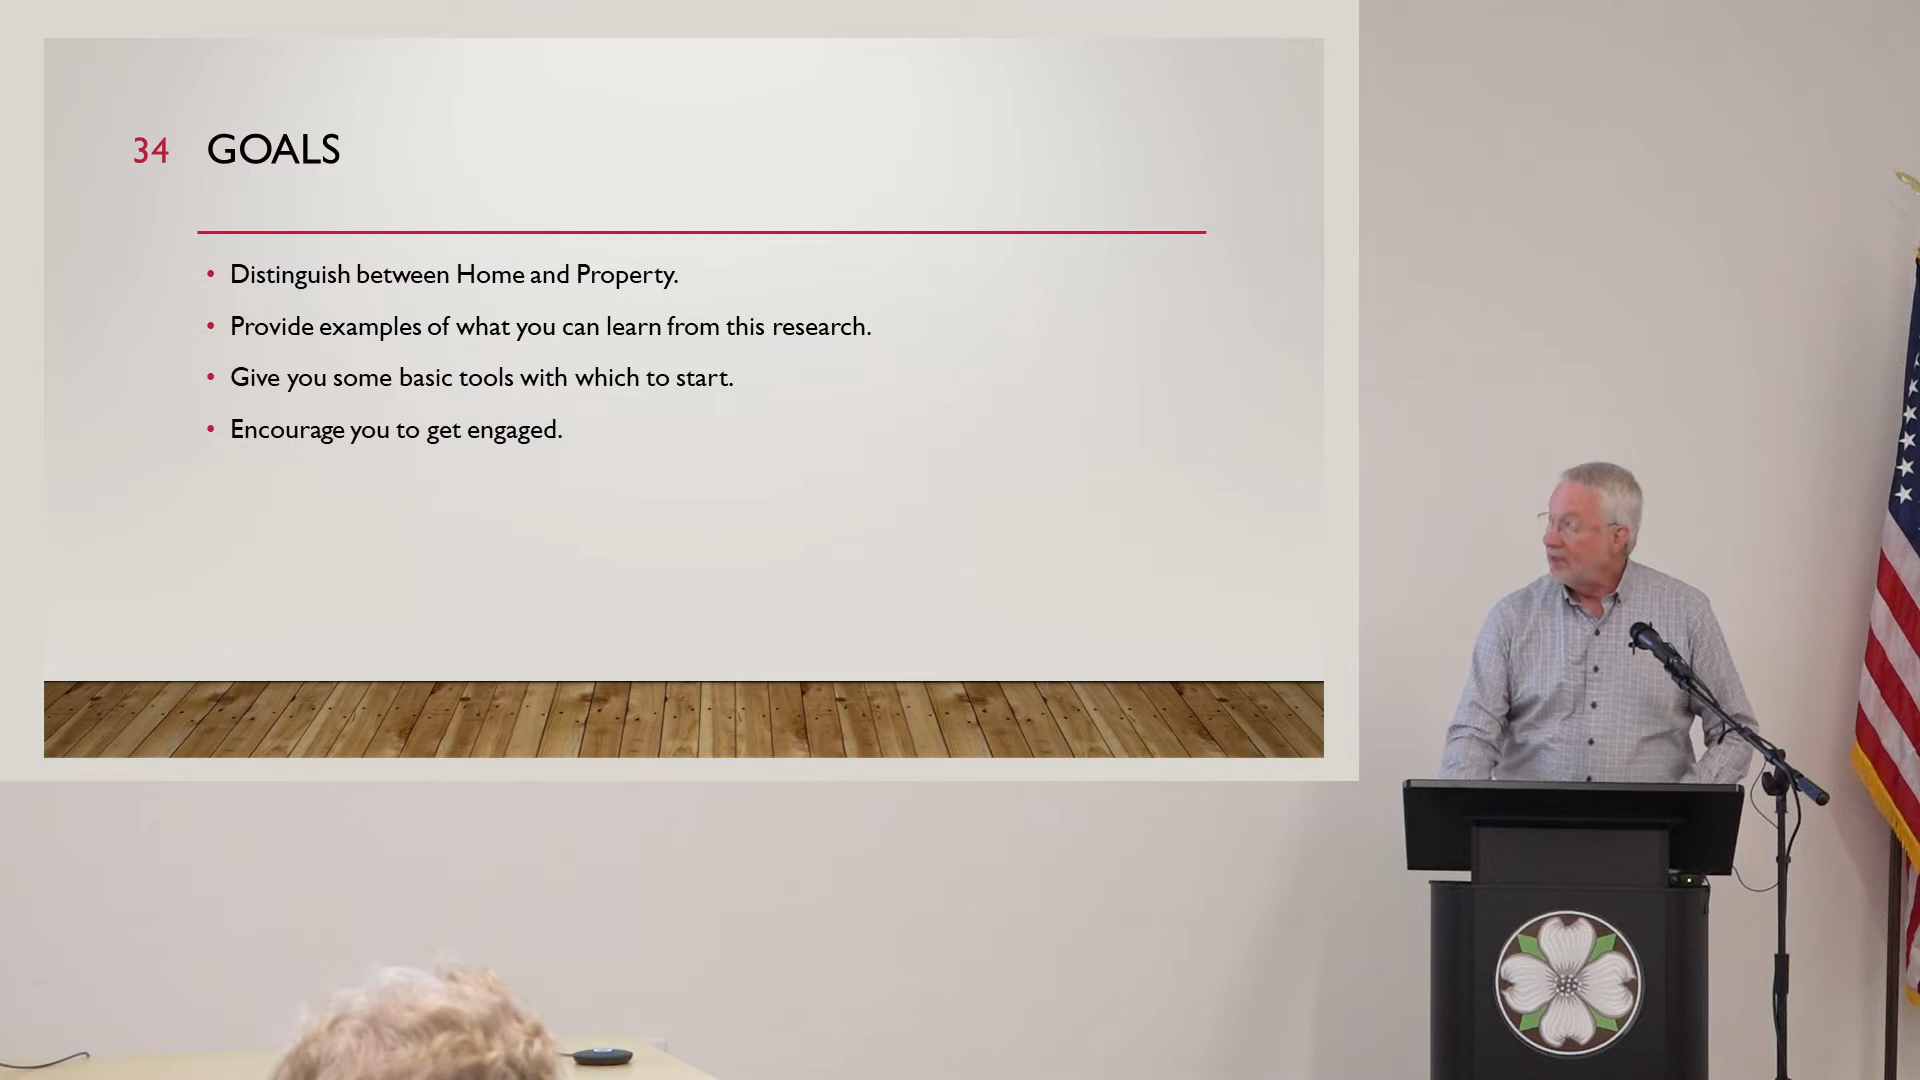 34 GOALS
• Distinguish between Home and Property.
• Provide examples of what you can learn from this research.
• Give you some basic tools with which to start.
• Encourage you to get engaged.